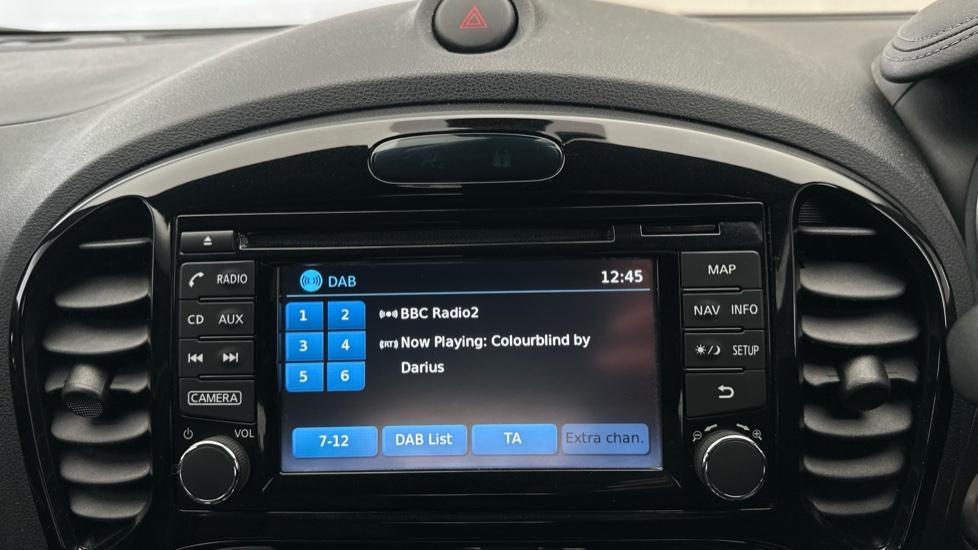 DAB 12:45
RADIO
CD AUX
CAMERA
VOL
1 2
3 4
5 6
BBC Radio2
(RT) Now Playing: Colourblind by
Darius
7-12 DAB List TA Extra chan.
MAP
NAV INFO
SETUP